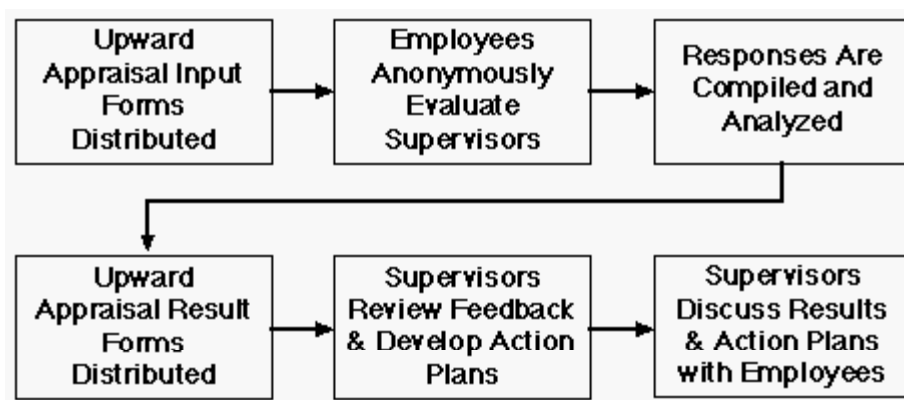 Upward
Appraisal Input
Forms
Distributed
Employees
Anonymously
Evaluate
Supervisors
Responses Are
Compiled and
Analyzed
Upward
Appraisal Result
Forms
Distributed
Supervisors
Review Feedback
& Develop Action
Plans
Supervisors
Discuss Results
& Action Plans
with Employees